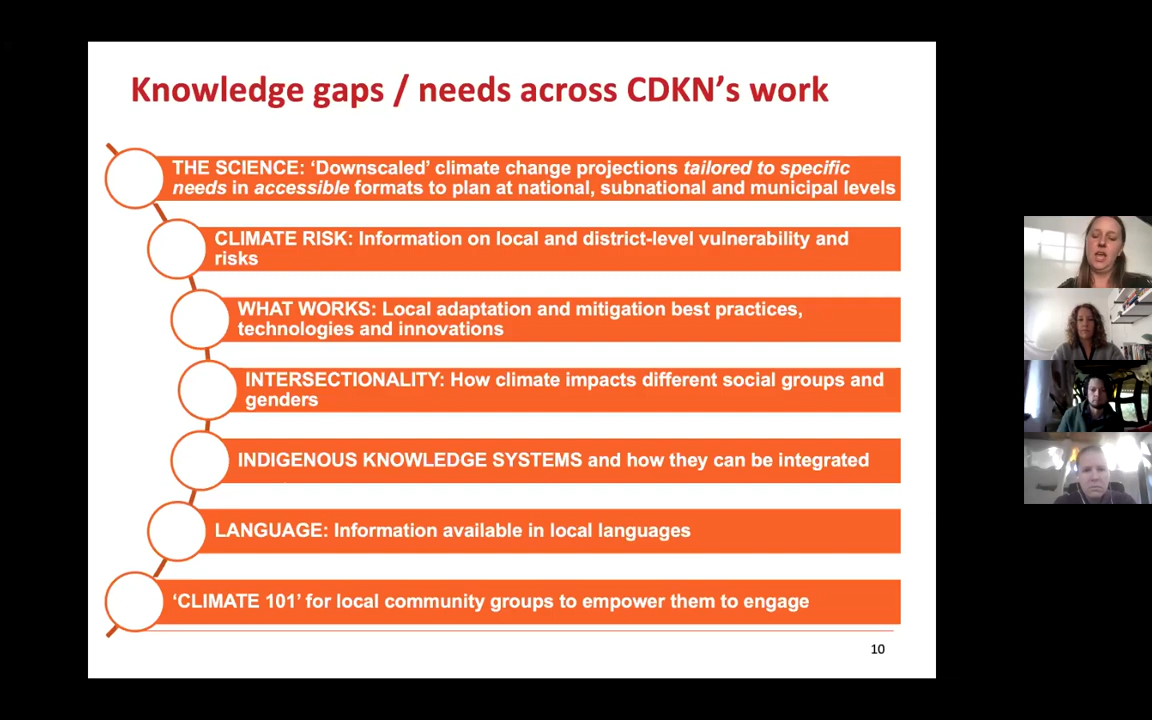 Knowledge gaps / needs across CDKN’s work
THE SCIENCE: ‘Downscaled’ climate change projections tailored to specific
needs in accessible formats to plan at national, subnational and municipal levels
CLIMATE RISK: Information on local and district-level vulnerability and
risks
WHAT WORKS: Local adaptation and mitigation best practices,
technologies and innovations
INTERSECTIONALITY: How climate impacts different social groups and
genders
INDIGENOUS KNOWLEDGE SYSTEMS and how they can be integrated
LANGUAGE: Information available in local languages
‘CLIMATE 101’ for local community groups to empower them to engage
10